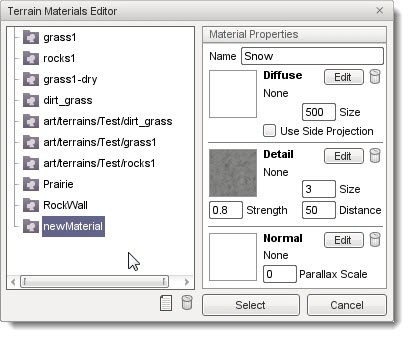 Terrain Materials Editor
grass1
rocks1
grass1-dry
dirt_grass
art/terrains/Test/dirt_grass
art/terrains/Test/grass1
art/terrains/Test/rocks1
Prairie
RockWall
newMaterial
Material Properties
Name Snow
Diffuse Edit
None
500 Size
Use Side Projection
Detail Edit
None
3 Size
0.8 Strength 50 Distance
Normal Edit
None
0 Parallax Scale
Select Cancel